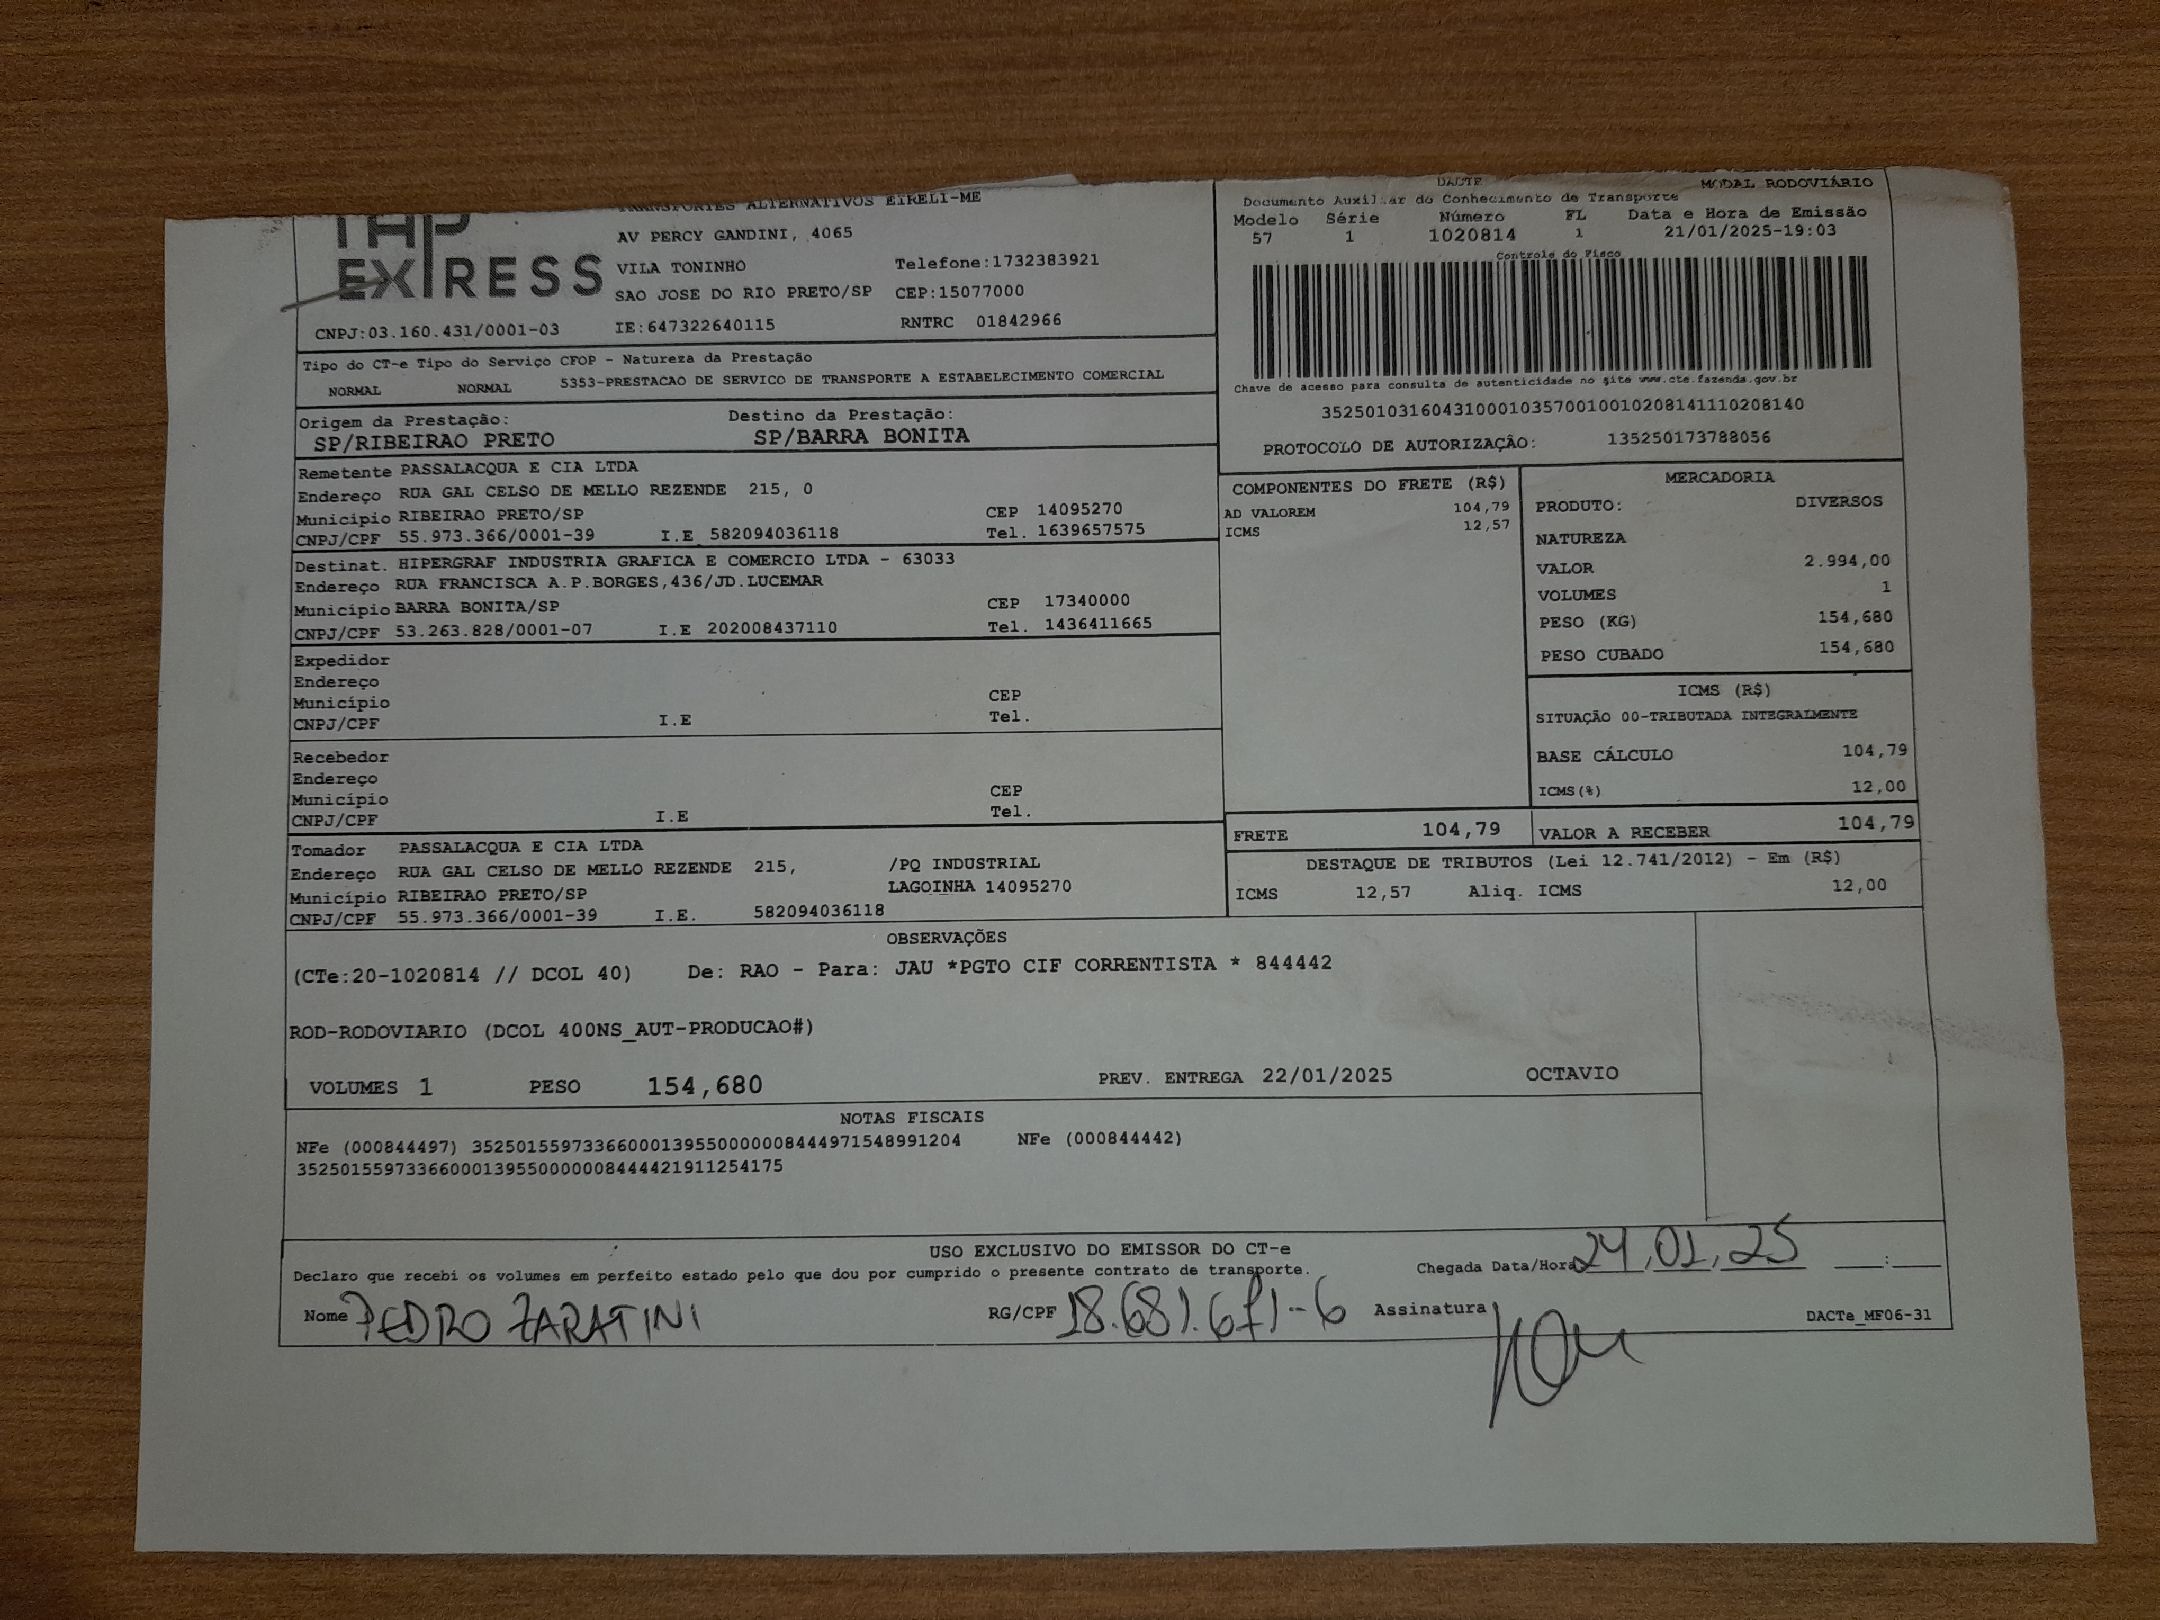 TRANSPORTES ALTERNATIVOS EIRELI-ME
TAP
EXPRESS
AV PERCY GANDINI, 4065
VILA TONINHO Telefone:1732383921
SAO JOSE DO RIO PRETO/SP CEP:15077000
CNPJ:03.160.431/0001-03 IE:647322640115 RNTRC 01842966
DACTE MODAL RODOVIÁRIO
Documento Auxiliar do Conhecimento de Transporte
Modelo Série Número FL Data e Hora de Emissão
57 1 1020814 1 21/01/2025-19:03
Controle do Fisco
Chave de acesso para consulta de autenticidade no site www.cte.fazenda.gov.br
35250103160431000103570010010208141110208140
PROTOCOLO DE AUTORIZAÇÃO: 135250173788056
Tipo do CT-e Tipo do Serviço CFOP - Natureza da Prestação
NORMAL NORMAL 5353-PRESTACAO DE SERVICO DE TRANSPORTE A ESTABELECIMENTO COMERCIAL
Origem da Prestação: Destino da Prestação:
SP/RIBEIRAO PRETO SP/BARRA BONITA
Remetente PASSALACQUA E CIA LTDA
Endereço RUA GAL CELSO DE MELLO REZENDE 215, 0
Município RIBEIRAO PRETO/SP CEP 14095270
CNPJ/CPF 55.973.366/0001-39 I.E 582094036118 Tel. 1639657575
Destinat. HIPERGRAF INDUSTRIA GRAFICA E COMERCIO LTDA - 63033
Endereço RUA FRANCISCA A.P.BORGES,436/JD.LUCEMAR
Município BARRA BONITA/SP CEP 17340000
CNPJ/CPF 53.263.828/0001-07 I.E 202008437110 Tel. 1436411665
Expedidor
Endereço
Município CEP
CNPJ/CPF I.E Tel.
Recebedor
Endereço
Município CEP
CNPJ/CPF I.E Tel.
Tomador PASSALACQUA E CIA LTDA
Endereço RUA GAL CELSO DE MELLO REZENDE 215, /PQ INDUSTRIAL
Município RIBEIRAO PRETO/SP LAGOINHA 14095270
CNPJ/CPF 55.973.366/0001-39 I.E. 582094036118
COMPONENTES DO FRETE (R$)
AD VALOREM 104,79
ICMS 12,57
MERCADORIA
PRODUTO: DIVERSOS
NATUREZA
VALOR 2.994,00
VOLUMES 1
PESO (KG) 154,680
PESO CUBADO 154,680
ICMS (R$)
SITUAÇÃO 00-TRIBUTADA INTEGRALMENTE
BASE CÁLCULO 104,79
ICMS(%) 12,00
FRETE 104,79 VALOR A RECEBER 104,79
DESTAQUE DE TRIBUTOS (Lei 12.741/2012) - Em (R$)
ICMS 12,57 Aliq. ICMS 12,00
OBSERVAÇÕES
(CTe:20-1020814 // DCOL 40) De: RAO - Para: JAU *PGTO CIF CORRENTISTA * 844442
ROD-RODOVIARIO (DCOL 400NS_AUT-PRODUCAO#)
VOLUMES 1 PESO 154,680 PREV. ENTREGA 22/01/2025 OCTAVIO
NOTAS FISCAIS
NFe (000844497) 35250155973366000139550000008444971548991204 NFe (000844442)
35250155973366000139550000008444421911254175
USO EXCLUSIVO DO EMISSOR DO CT-e
Declaro que recebi os volumes em perfeito estado pelo que dou por cumprido o presente contrato de transporte. Chegada Data/Hora 24,01,25 :
Nome PEDRO ZARATINI RG/CPF 18.681.671-6 Assinatura DACTe_MF06-31